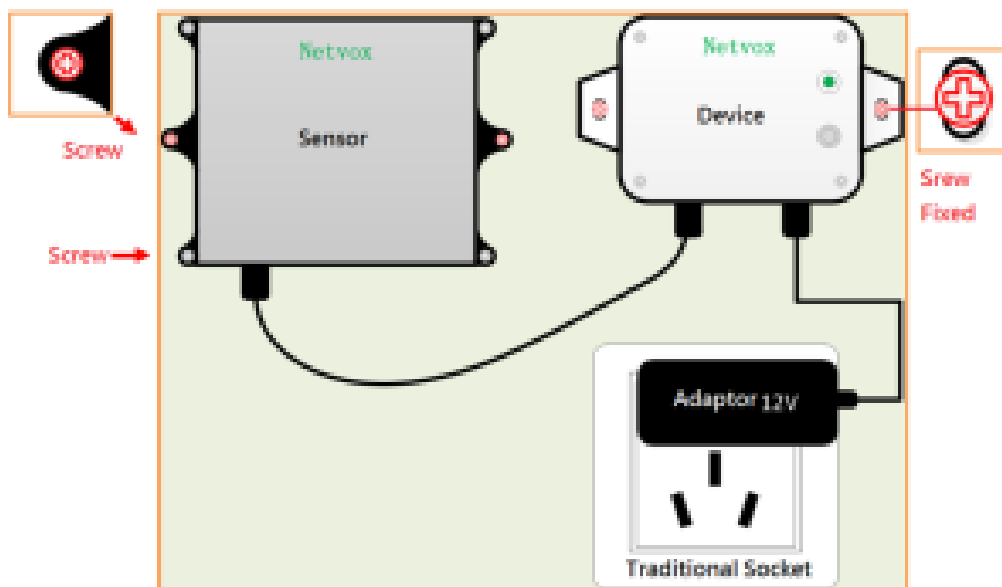 Netvox
Netvox
Sensor
Device
Screw
Screw
Srew
Fixed
Adaptor 12V
Traditional Socket